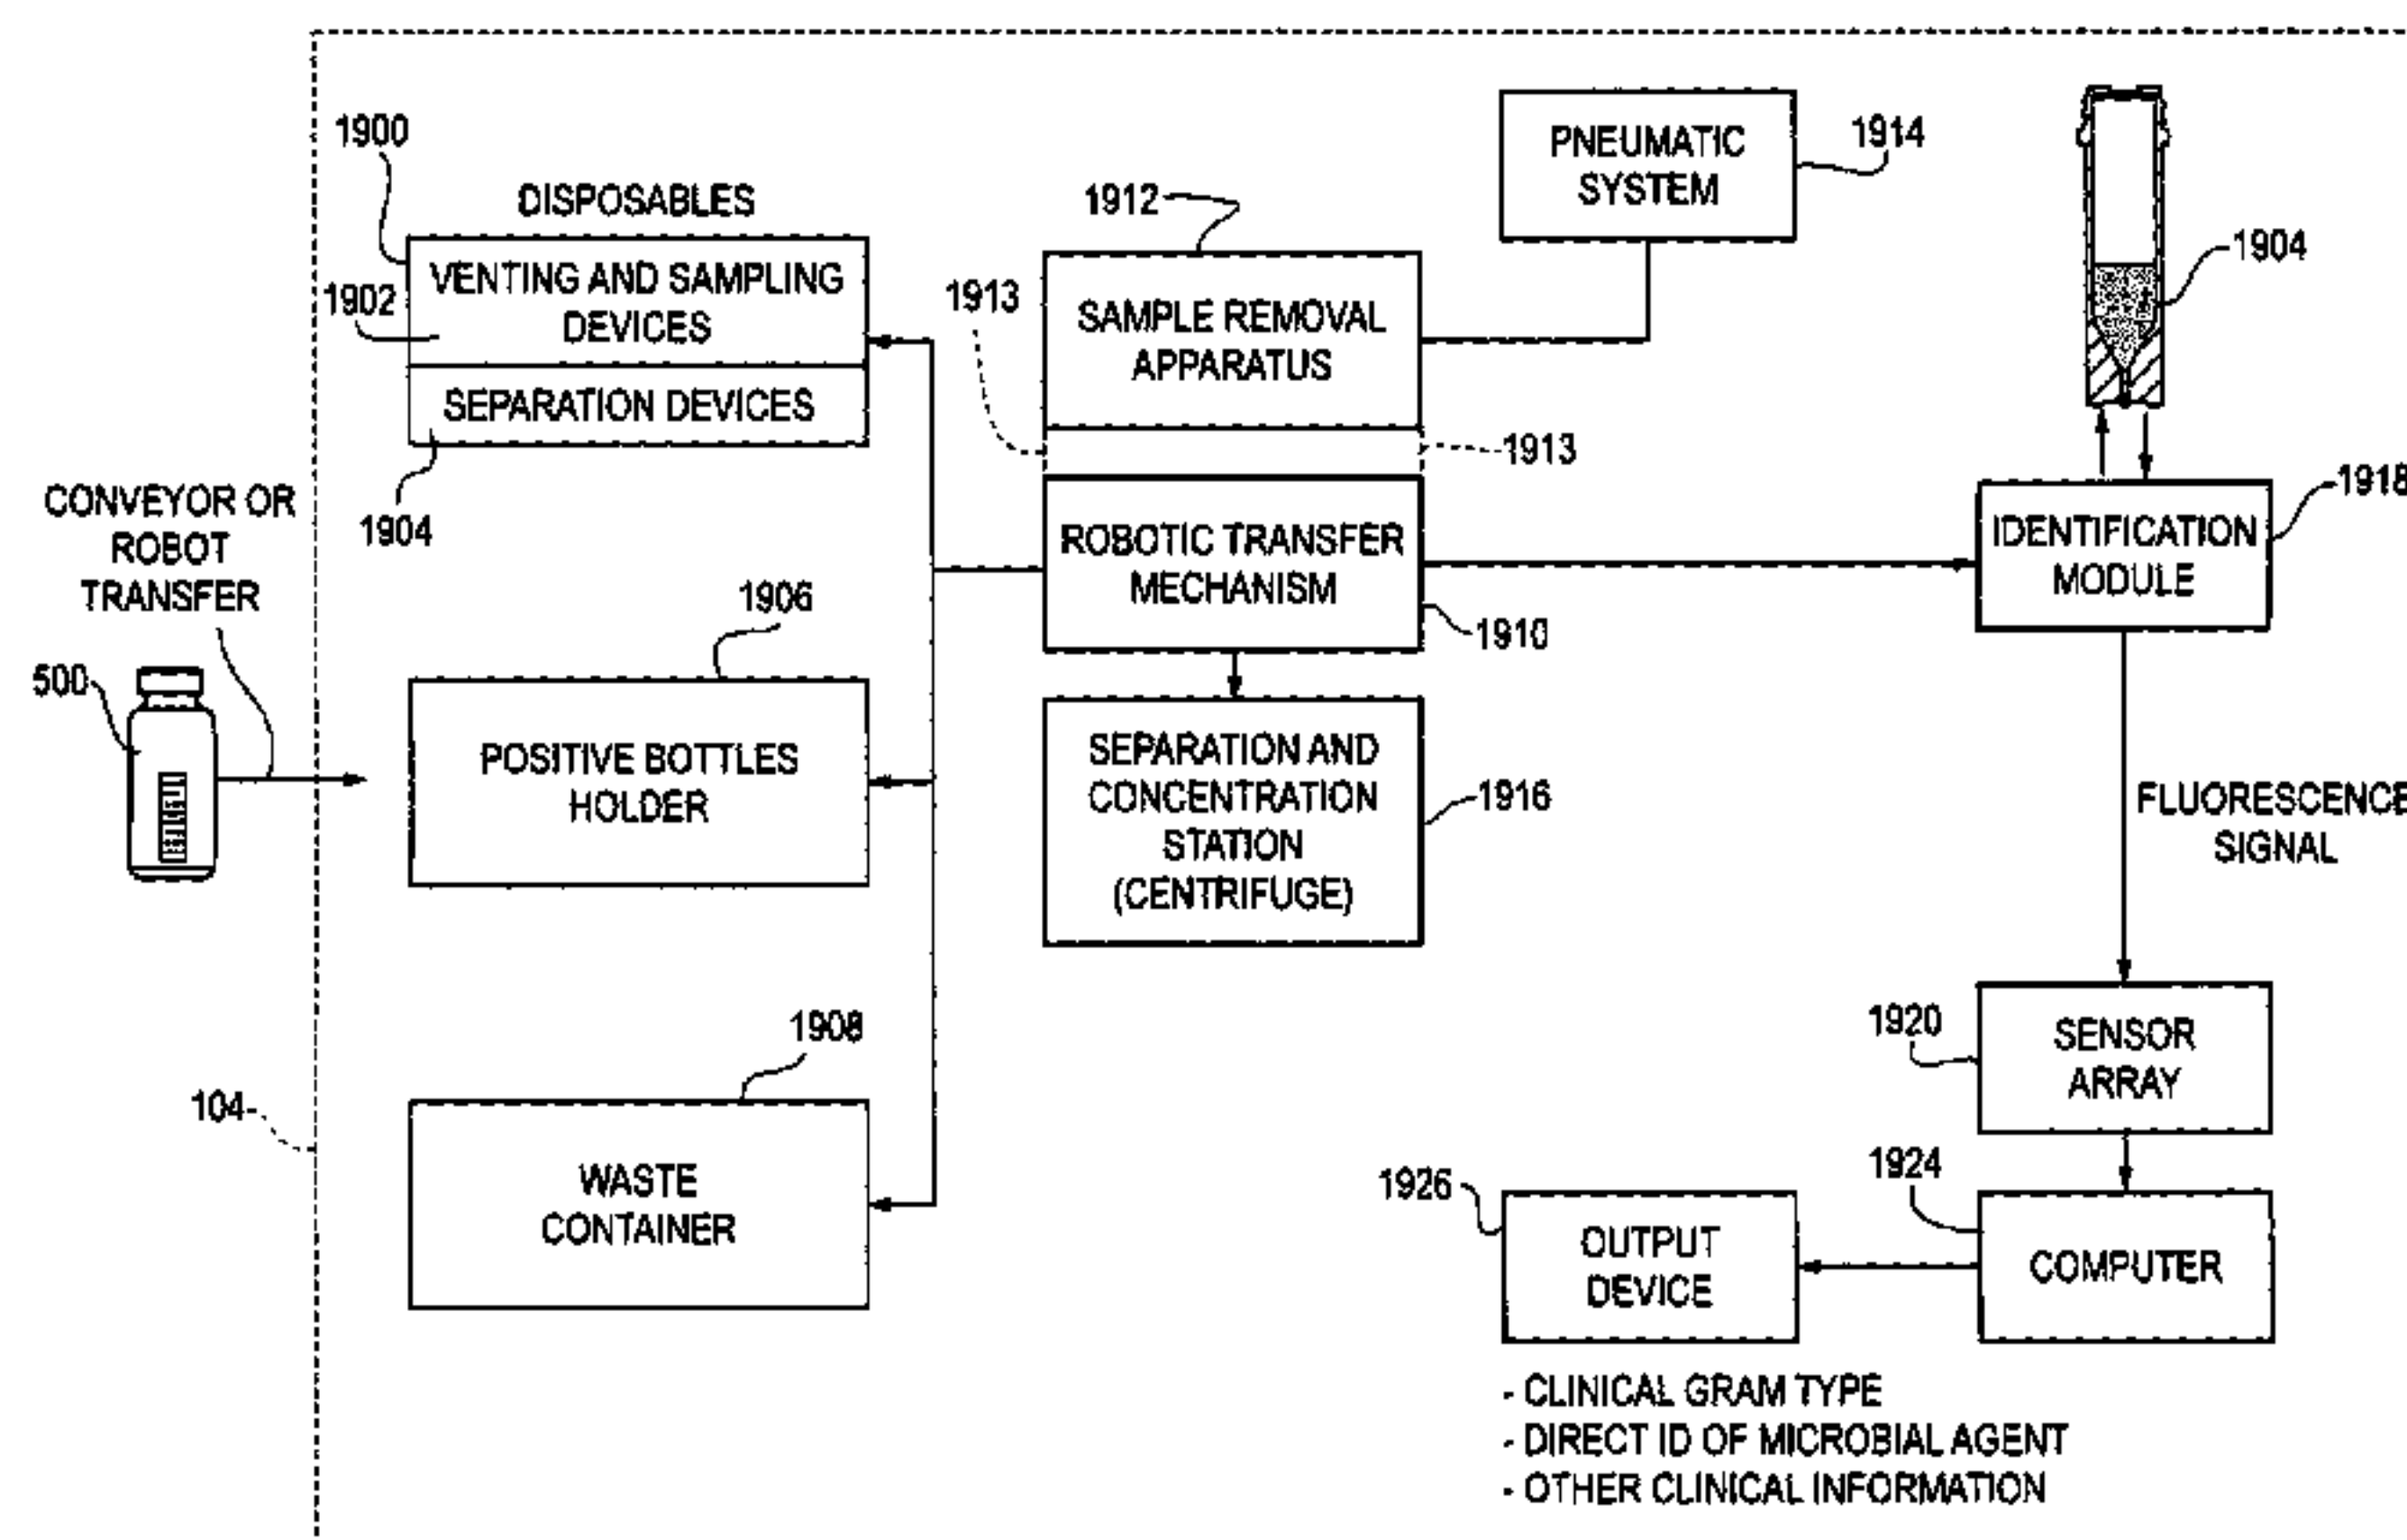 1900
DISPOSABLES
VENTING AND SAMPLING
DEVICES
1902
SEPARATION DEVICES
1904
CONVEYOR OR
ROBOT
TRANSFER
500
1906
POSITIVE BOTTLES
HOLDER
1908
WASTE
CONTAINER
104
1912
1913
SAMPLE REMOVAL
APPARATUS
1913
PNEUMATIC
SYSTEM
1914
ROBOTIC TRANSFER
MECHANISM
1910
SEPARATION AND
CONCENTRATION
STATION
(CENTRIFUGE)
1916
1904
IDENTIFICATION
MODULE
1918
FLUORESCENCE
SIGNAL
1920
SENSOR
ARRAY
1924
COMPUTER
1926
OUTPUT
DEVICE
- CLINICAL GRAM TYPE
- DIRECT ID OF MICROBIAL AGENT
- OTHER CLINICAL INFORMATION